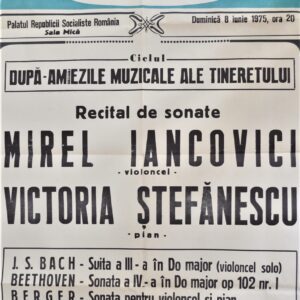 Palatul Republicii Socialiste România
Sala Mică
Duminică 8 iunie 1975, ora 20
Ciclul
DUPĂ-AMIEZILE MUZICALE ALE TINERETULUI
Recital de sonate
MIREL IANCOVICI
- violoncel -
VICTORIA ȘTEFĂNESCU
- pian -
J. S. BACH - Suita a III-a în Do major (violoncel solo)
BEETHOVEN - Sonata a IV-a în Do major op 102 nr. 1
BERGER - Sonata pentru violoncel și pian